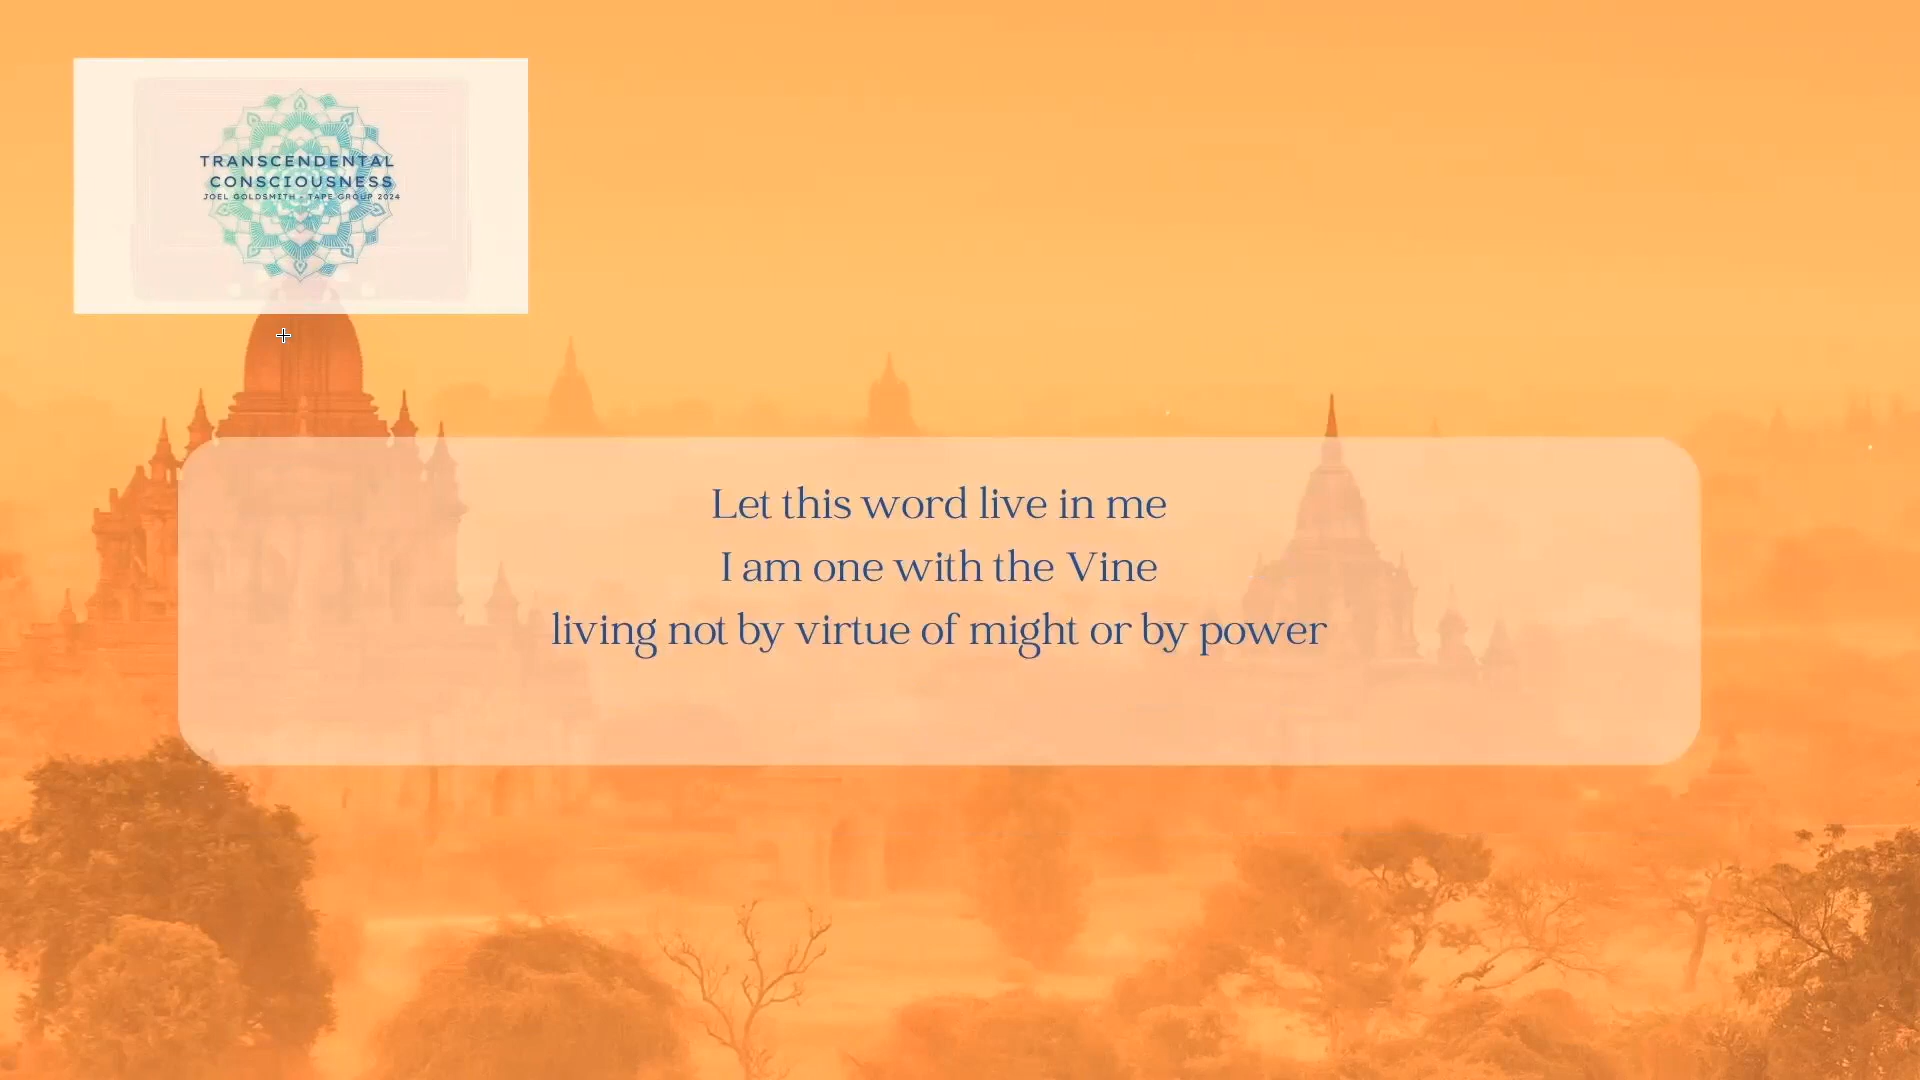 TRANSCENDENTAL
CONSCIOUSNESS
JOEL GOLDSMITH - TAPE GROUP 2024
Let this word live in me
I am one with the Vine
living not by virtue of might or by power